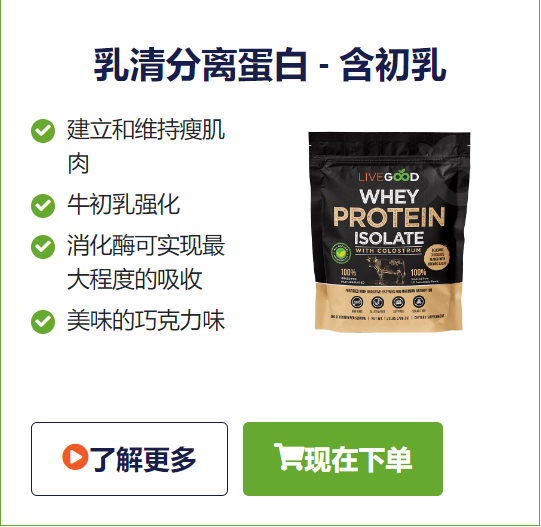 乳清分离蛋白 - 含初乳
建立和维持瘦肌
肉
牛初乳强化
消化酶可实现最
大程度的吸收
美味的巧克力味
LIVEGOOD
WHEY
PROTEIN
ISOLATE
WITH COLOSTRUM
100%
100%
了解更多
现在下单